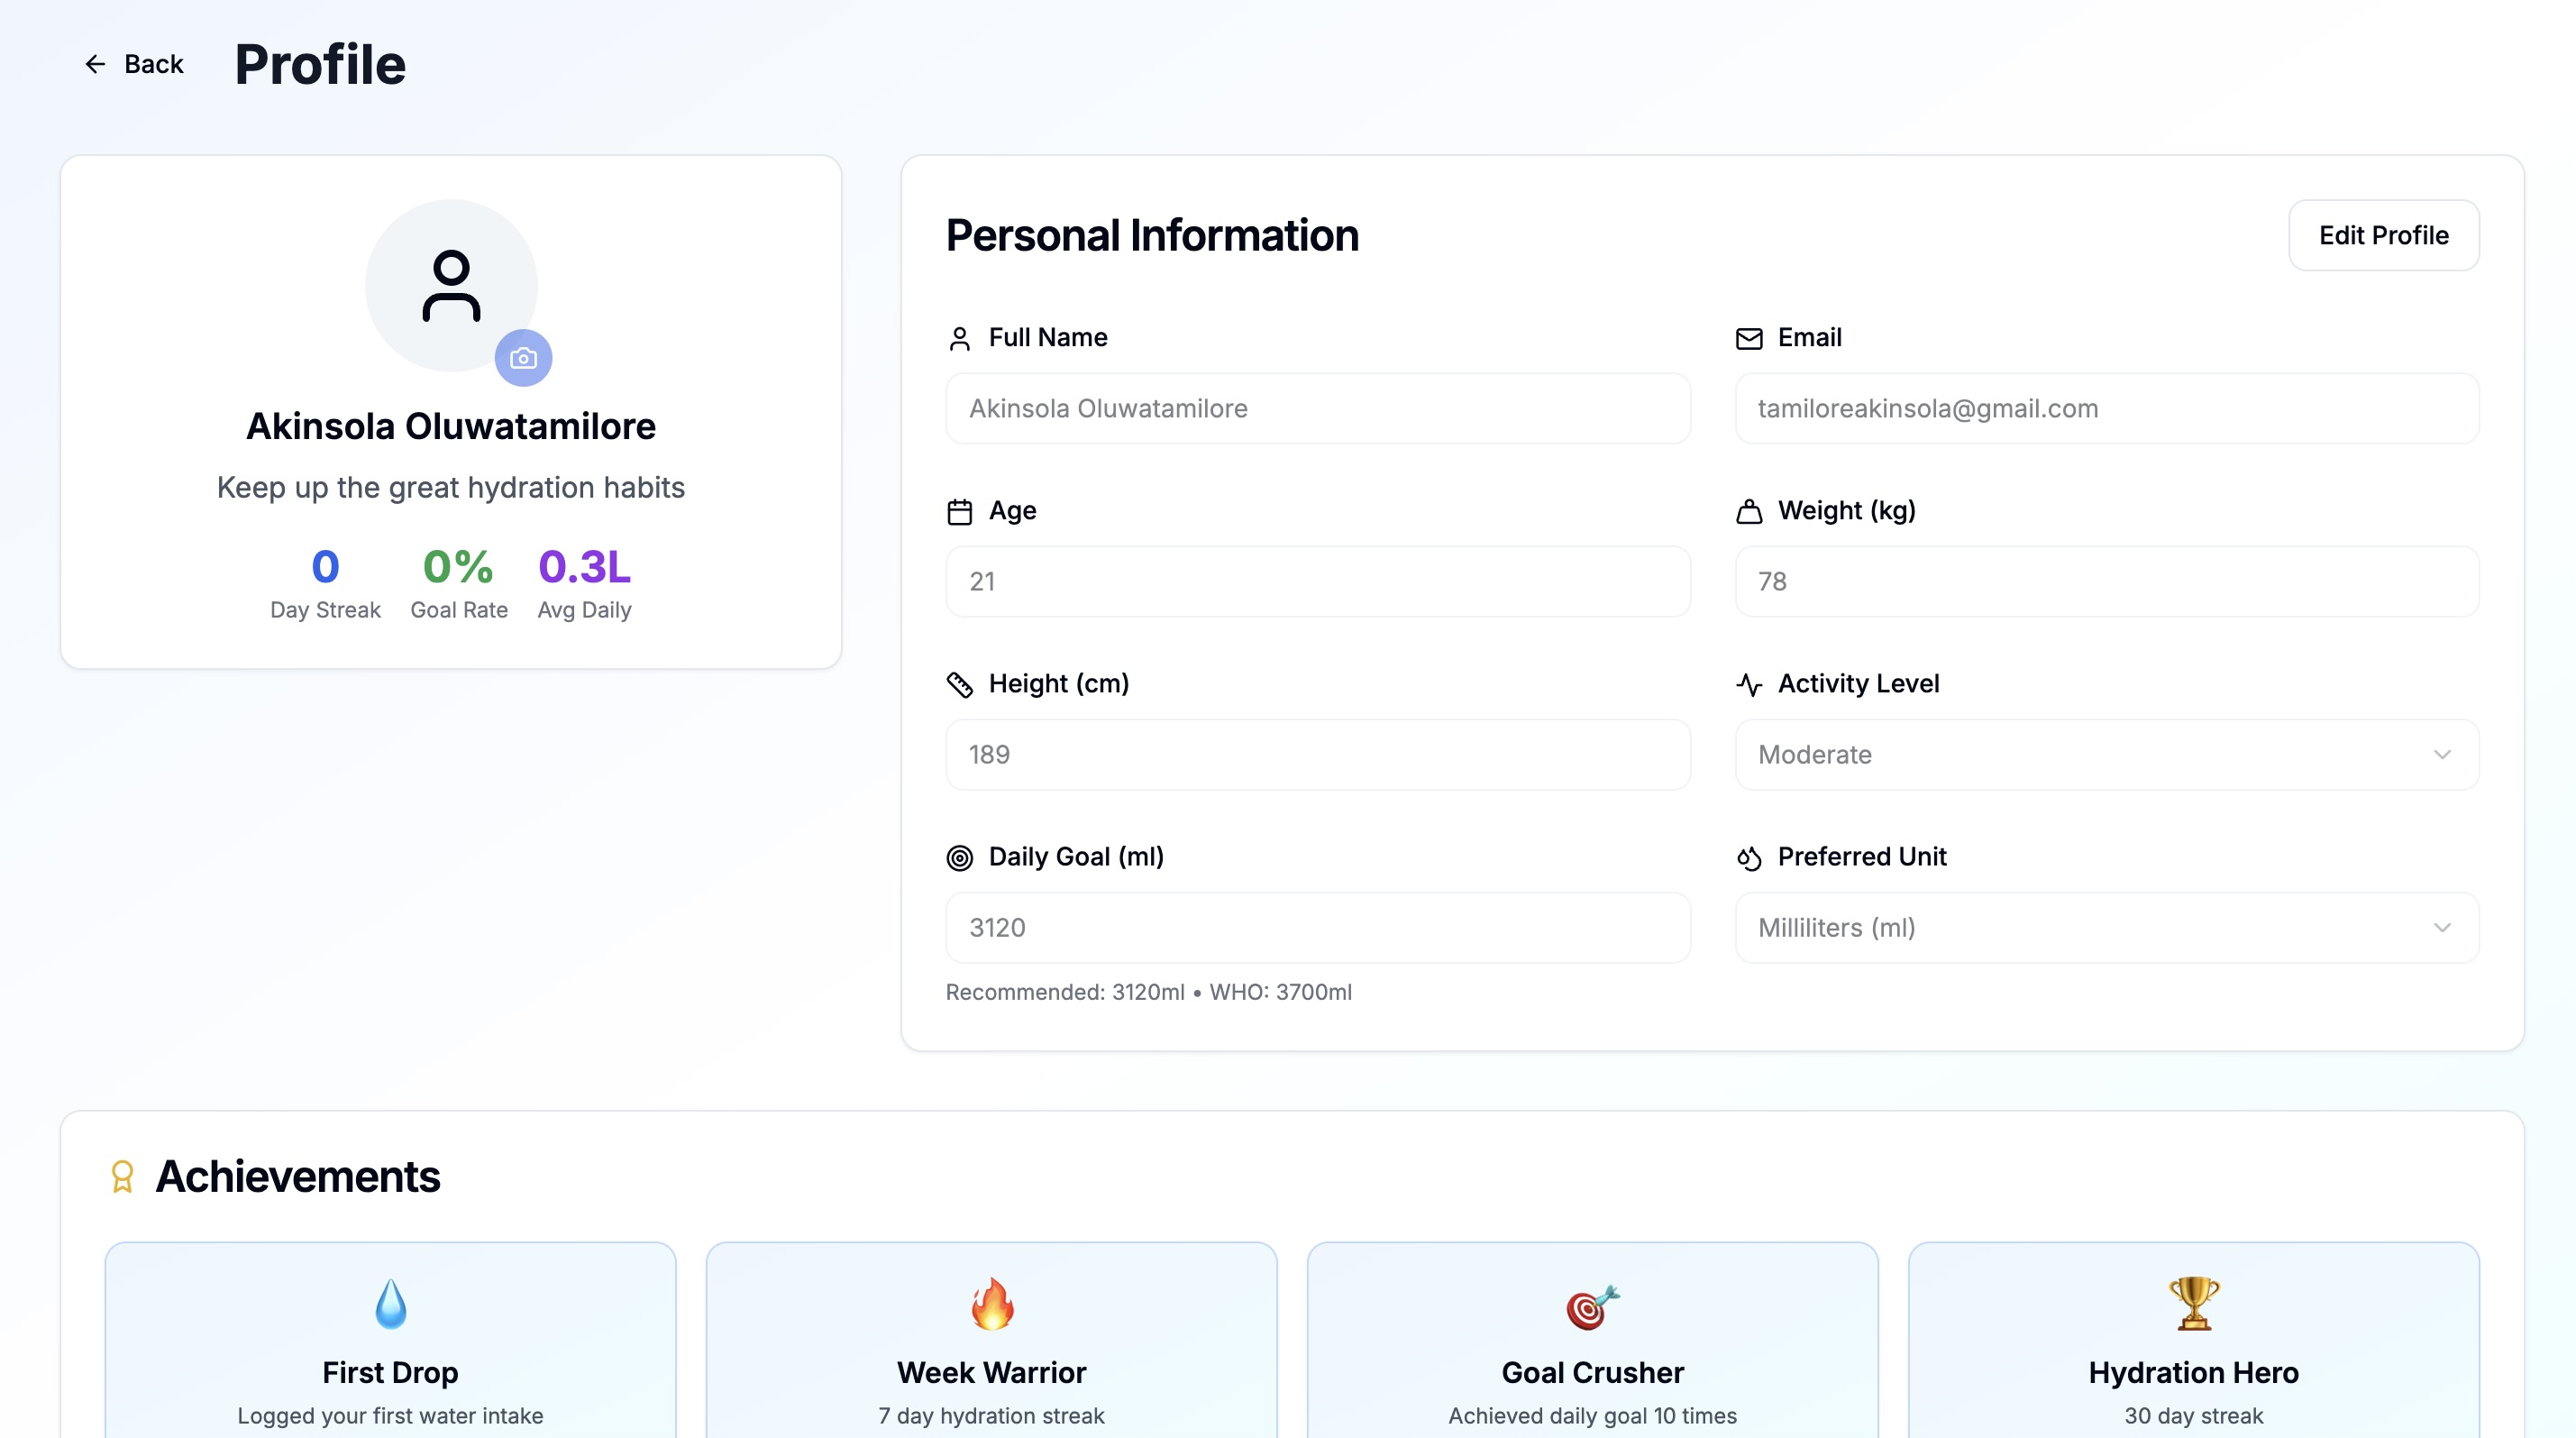 Back
Profile
Akinsola Oluwatamilore
Keep up the great hydration habits
0 0% 0.3L
Day Streak Goal Rate Avg Daily
Personal Information
Edit Profile
Full Name
Akinsola Oluwatamilore
Email
tamiloreakinsola@gmail.com
Age
21
Weight (kg)
78
Height (cm)
189
Activity Level
Moderate
Daily Goal (ml)
3120
Recommended: 3120ml • WHO: 3700ml
Preferred Unit
Milliliters (ml)
Achievements
First Drop
Logged your first water intake
Week Warrior
7 day hydration streak
Goal Crusher
Achieved daily goal 10 times
Hydration Hero
30 day streak